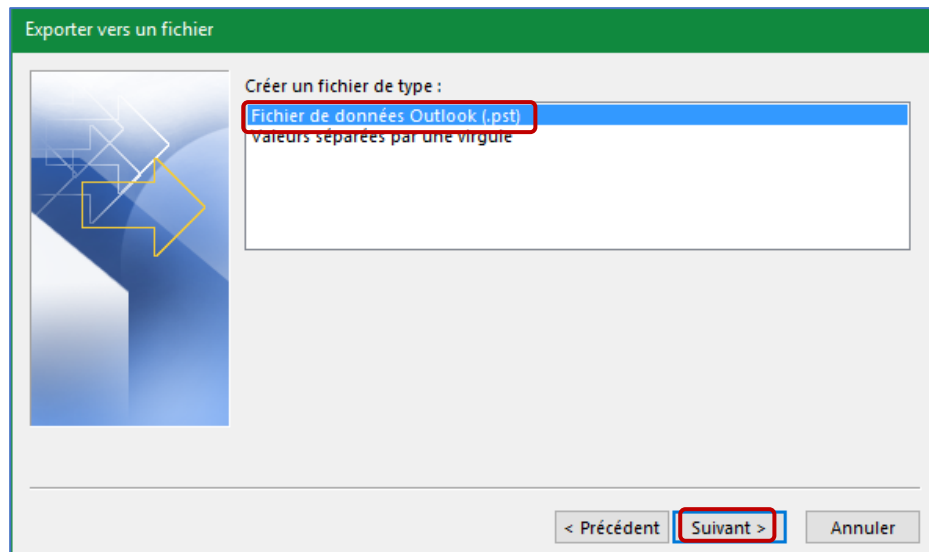 Exporter vers un fichier
Créer un fichier de type :
Fichier de données Outlook (.pst)
Valeurs séparées par une virgule
< Précédent Suivant > Annuler